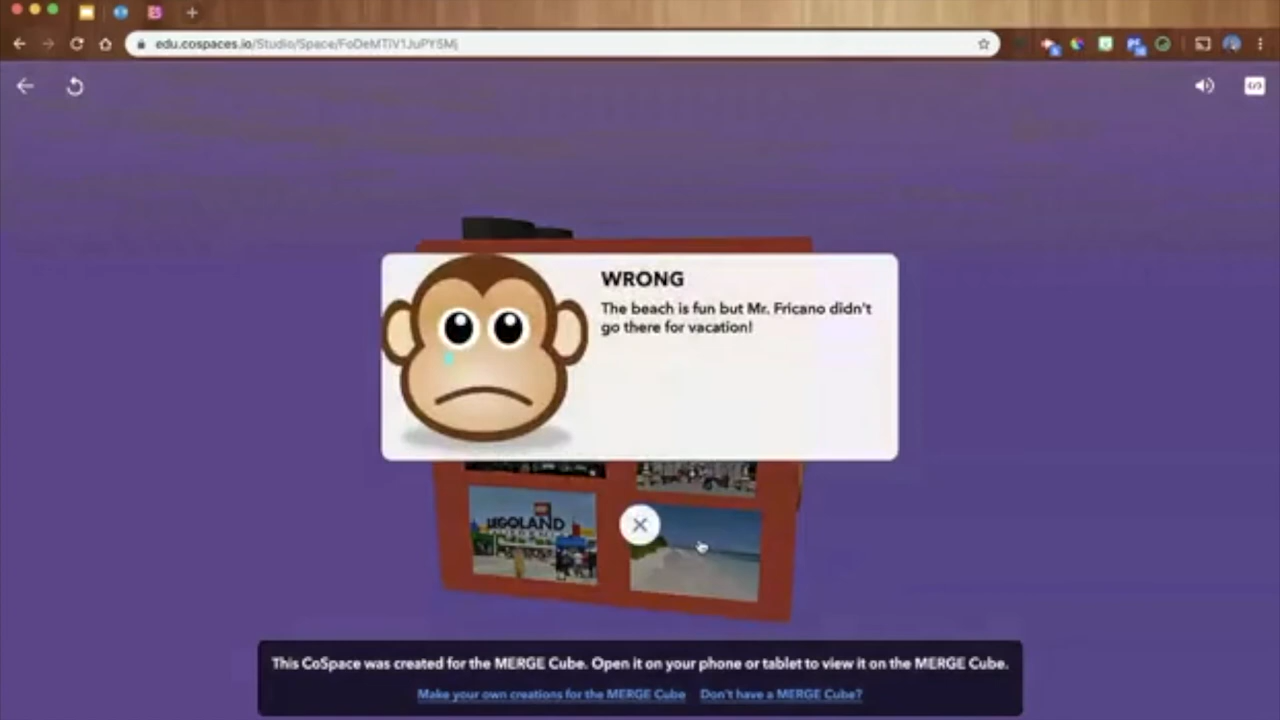 edu.cospaces.io/Studio/Space/FoDeMTiV1JuPY5Mj
WRONG
The beach is fun but Mr. Fricano didn't
go there for vacation!
LEGOLAND
This CoSpace was created for the MERGE Cube. Open it on your phone or tablet to view it on the MERGE Cube.
Make your own creations for the MERGE Cube Don't have a MERGE Cube?